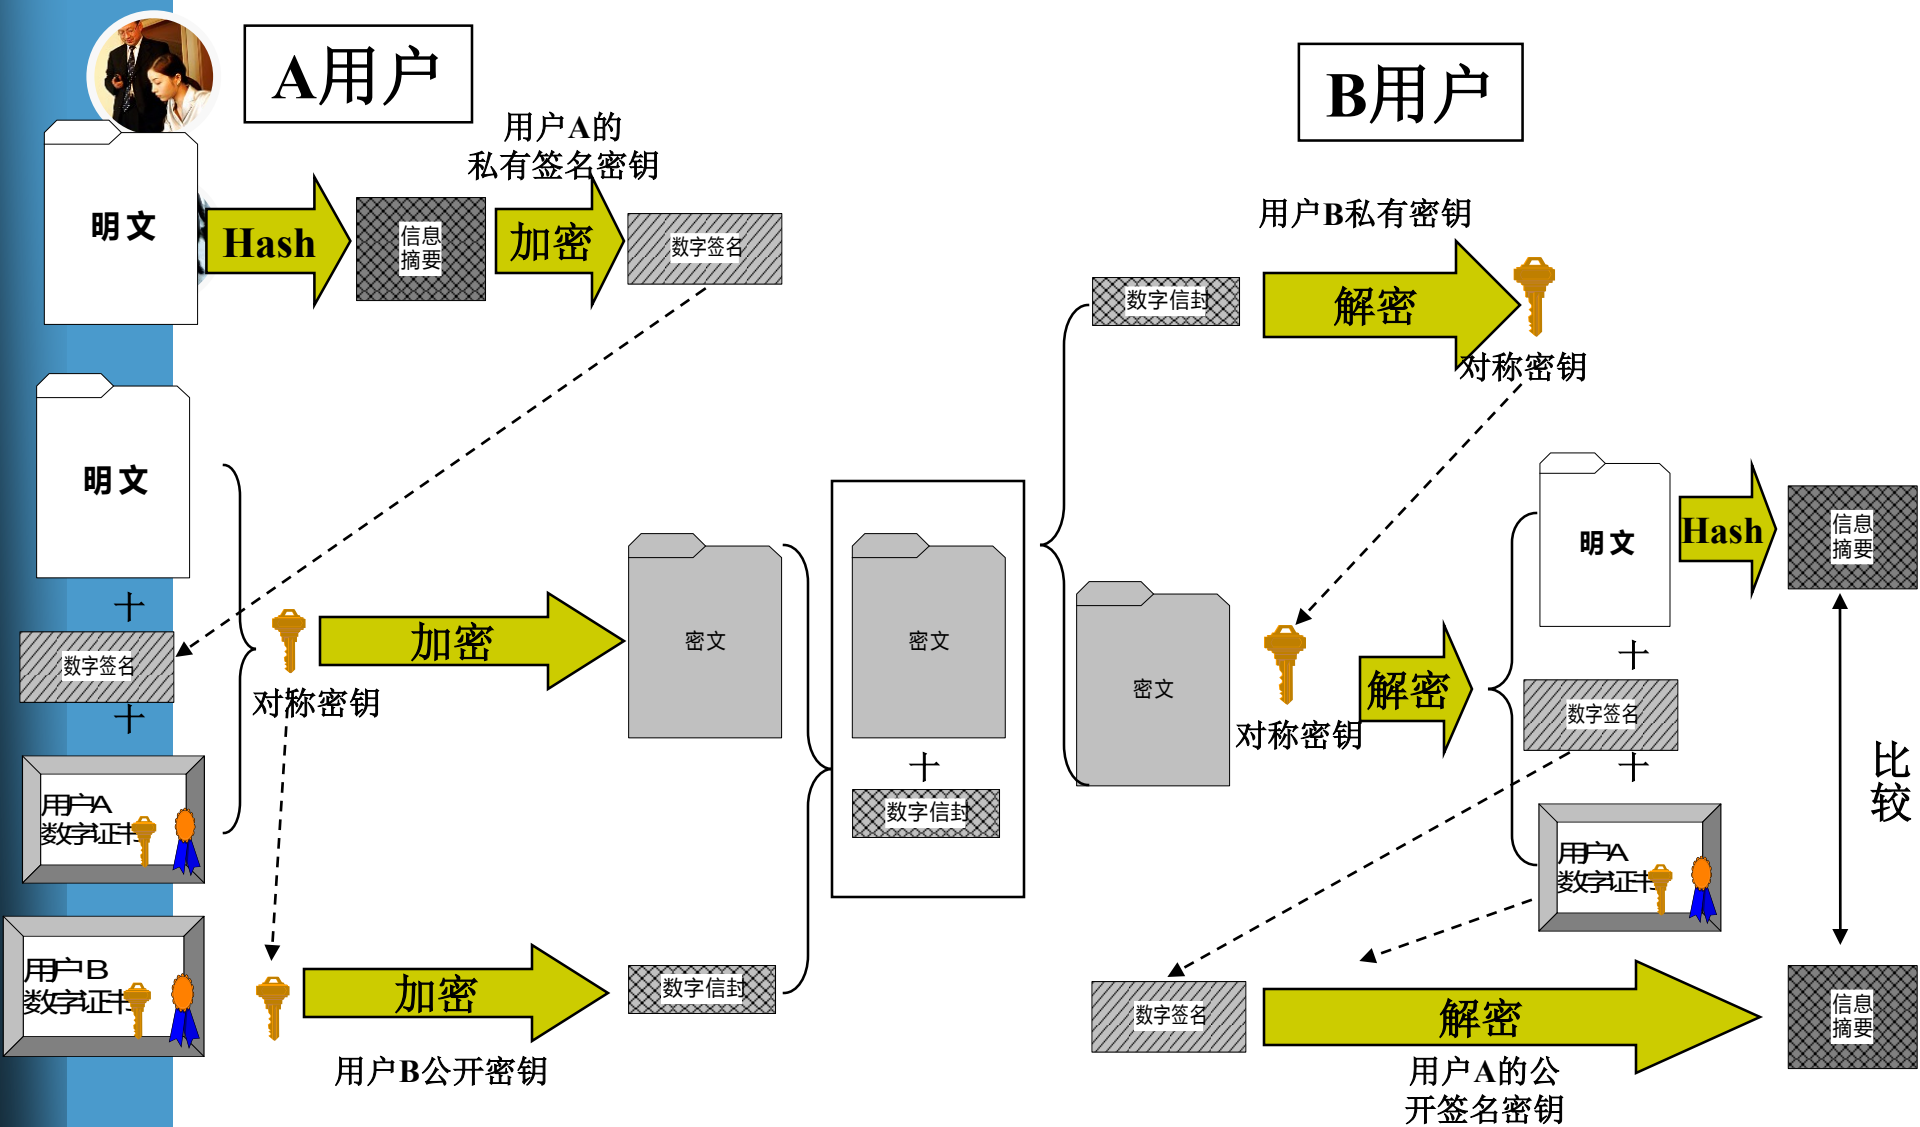 A用户
B用户
用户A的
私有签名密钥
明文
Hash
信息
摘要
加密
数字签名
用户B私有密钥
数字信封
解密
对称密钥
明文
十
数字签名
十
用户A
数字证书
对称密钥
加密
密文
密文
十
数字信封
密文
对称密钥
解密
明文
Hash
信息
摘要
十
数字签名
十
用户A
数字证书
比
较
用户B
数字证书
加密
数字信封
用户B公开密钥
数字签名
解密
信息
摘要
用户A的公
开签名密钥